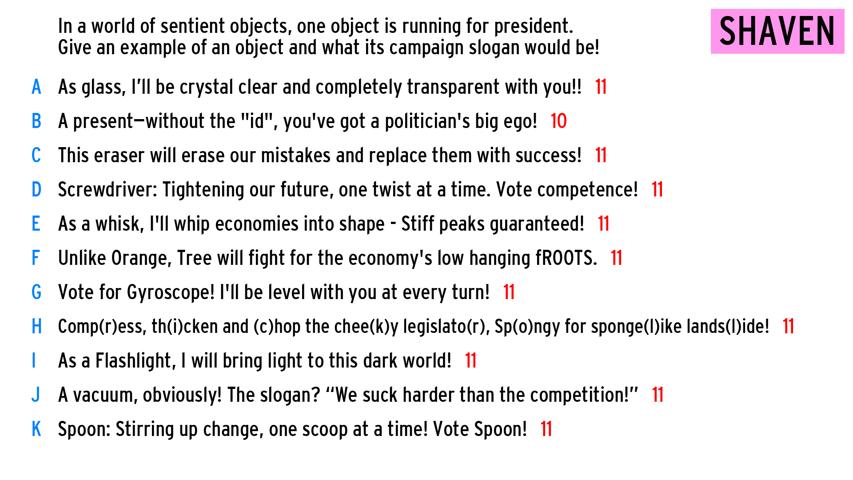 In a world of sentient objects, one object is running for president.
Give an example of an object and what its campaign slogan would be!
SHAVEN
A As glass, I’ll be crystal clear and completely transparent with you!! 11
B A present—without the "id", you've got a politician's big ego! 10
C This eraser will erase our mistakes and replace them with success! 11
D Screwdriver: Tightening our future, one twist at a time. Vote competence! 11
E As a whisk, I'll whip economies into shape - Stiff peaks guaranteed! 11
F Unlike Orange, Tree will fight for the economy's low hanging fROOTS. 11
G Vote for Gyroscope! I'll be level with you at every turn! 11
H Comp(r)ess, th(i)cken and (c)hop the chee(k)y legislato(r), Sp(o)ngy for sponge(l)ike lands(l)ide! 11
I As a Flashlight, I will bring light to this dark world! 11
J A vacuum, obviously! The slogan? “We suck harder than the competition!” 11
K Spoon: Stirring up change, one scoop at a time! Vote Spoon! 11